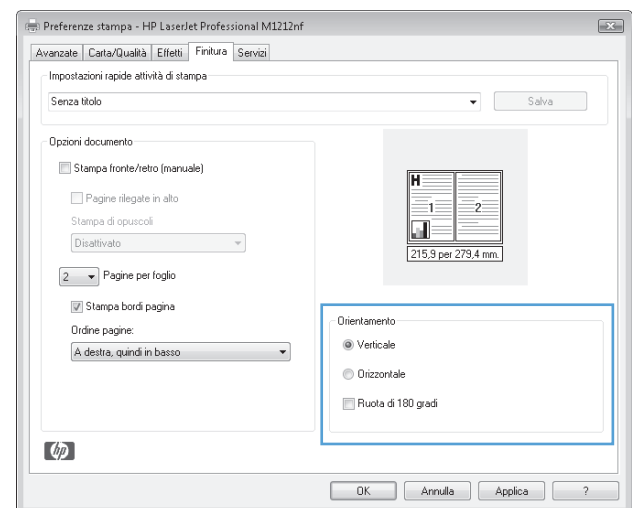 Preferenze stampa - HP LaserJet Professional M1212nf
Avanzate Carta/Qualità Effetti Finitura Servizi
Impostazioni rapide attività di stampa
Senza titolo
Salva
Opzioni documento
Stampa fronte/retro (manuale)
Pagine rilegate in alto
Stampa di opuscoli
Disattivato
2 Pagine per foglio
Stampa bordi pagina
Ordine pagine:
A destra, quindi in basso
H
1 2
215,9 per 279,4 mm.
Orientamento
Verticale
Orizzontale
Ruota di 180 gradi
hp
OK Annulla Applica ?